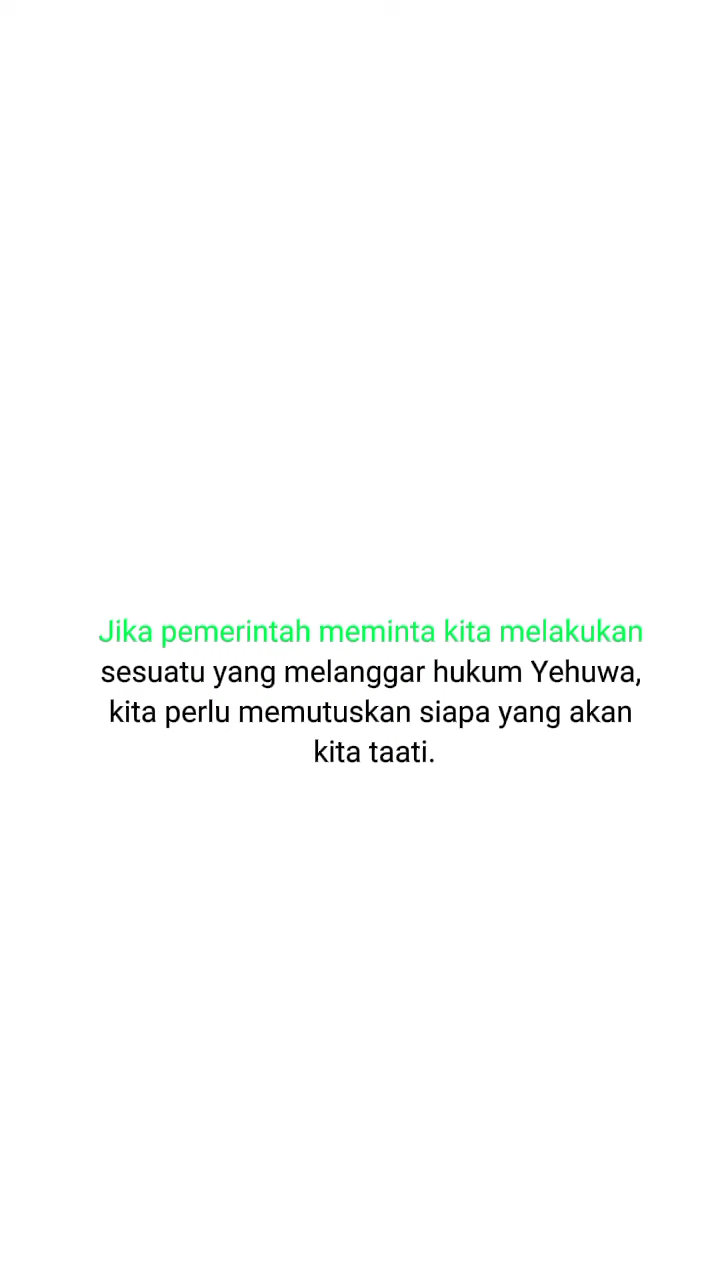 Jika pemerintah meminta kita melakukan
sesuatu yang melanggar hukum Yehuwa,
kita perlu memutuskan siapa yang akan
kita taati.